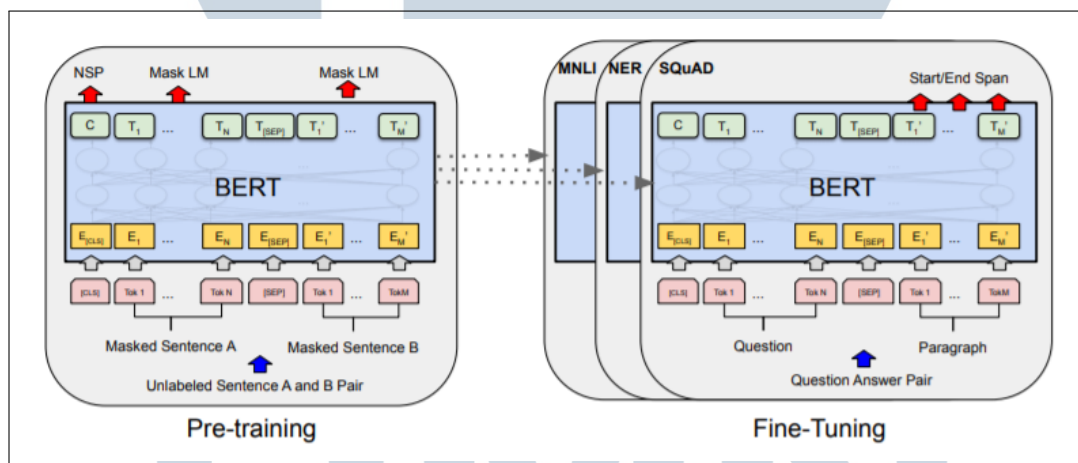 NSP Mask LM Mask LM
C T1 ... TN T[SEP] T1' ... TM'
BERT
E[CLS] E1 ... EN E[SEP] E1' ... EM'
[CLS] Tok 1 ... Tok N [SEP] Tok 1 ... TokM
Masked Sentence A Masked Sentence B
Unlabeled Sentence A and B Pair
Pre-training
MNLI NER SQuAD
Start/End Span
C T1 ... TN T[SEP] T1' ... TM'
BERT
E[CLS] E1 ... EN E[SEP] E1' ... EM'
[CLS] Tok 1 ... Tok N [SEP] Tok 1 ... TokM
Question Paragraph
Question Answer Pair
Fine-Tuning